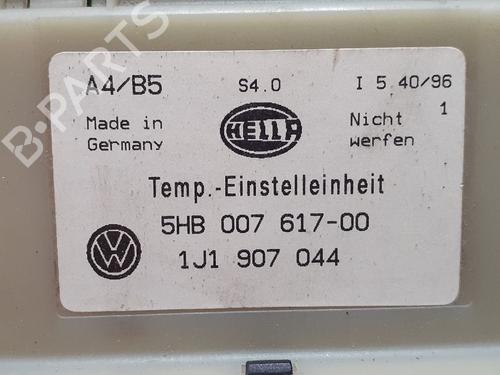 B-PARTS
A4/B5 S4.0 I 5.40/96
Made in Germany HELLA Nicht werfen 1
Temp.-Einstelleinheit
5HB 007 617-00
VW 1J1 907 044